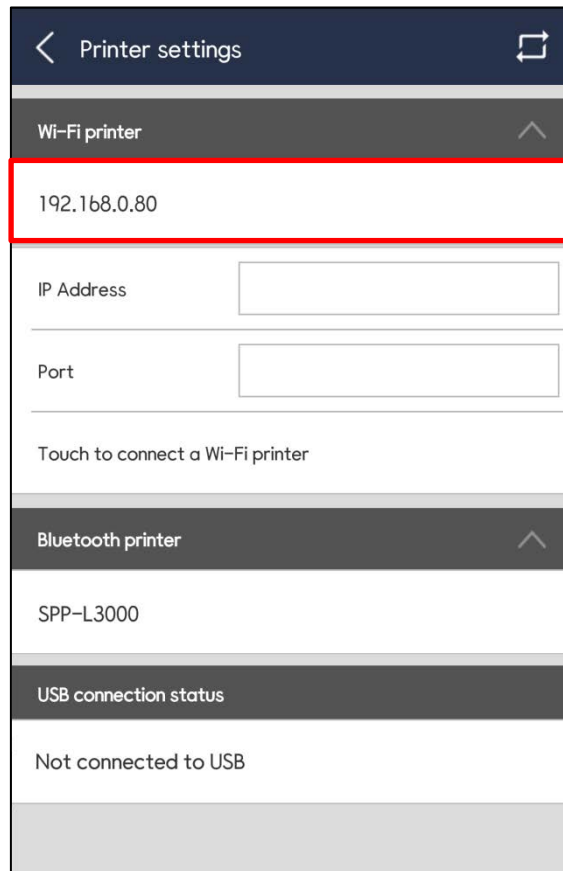 Printer settings
Wi-Fi printer
192.168.0.80
IP Address
Port
Touch to connect a Wi-Fi printer
Bluetooth printer
SPP-L3000
USB connection status
Not connected to USB